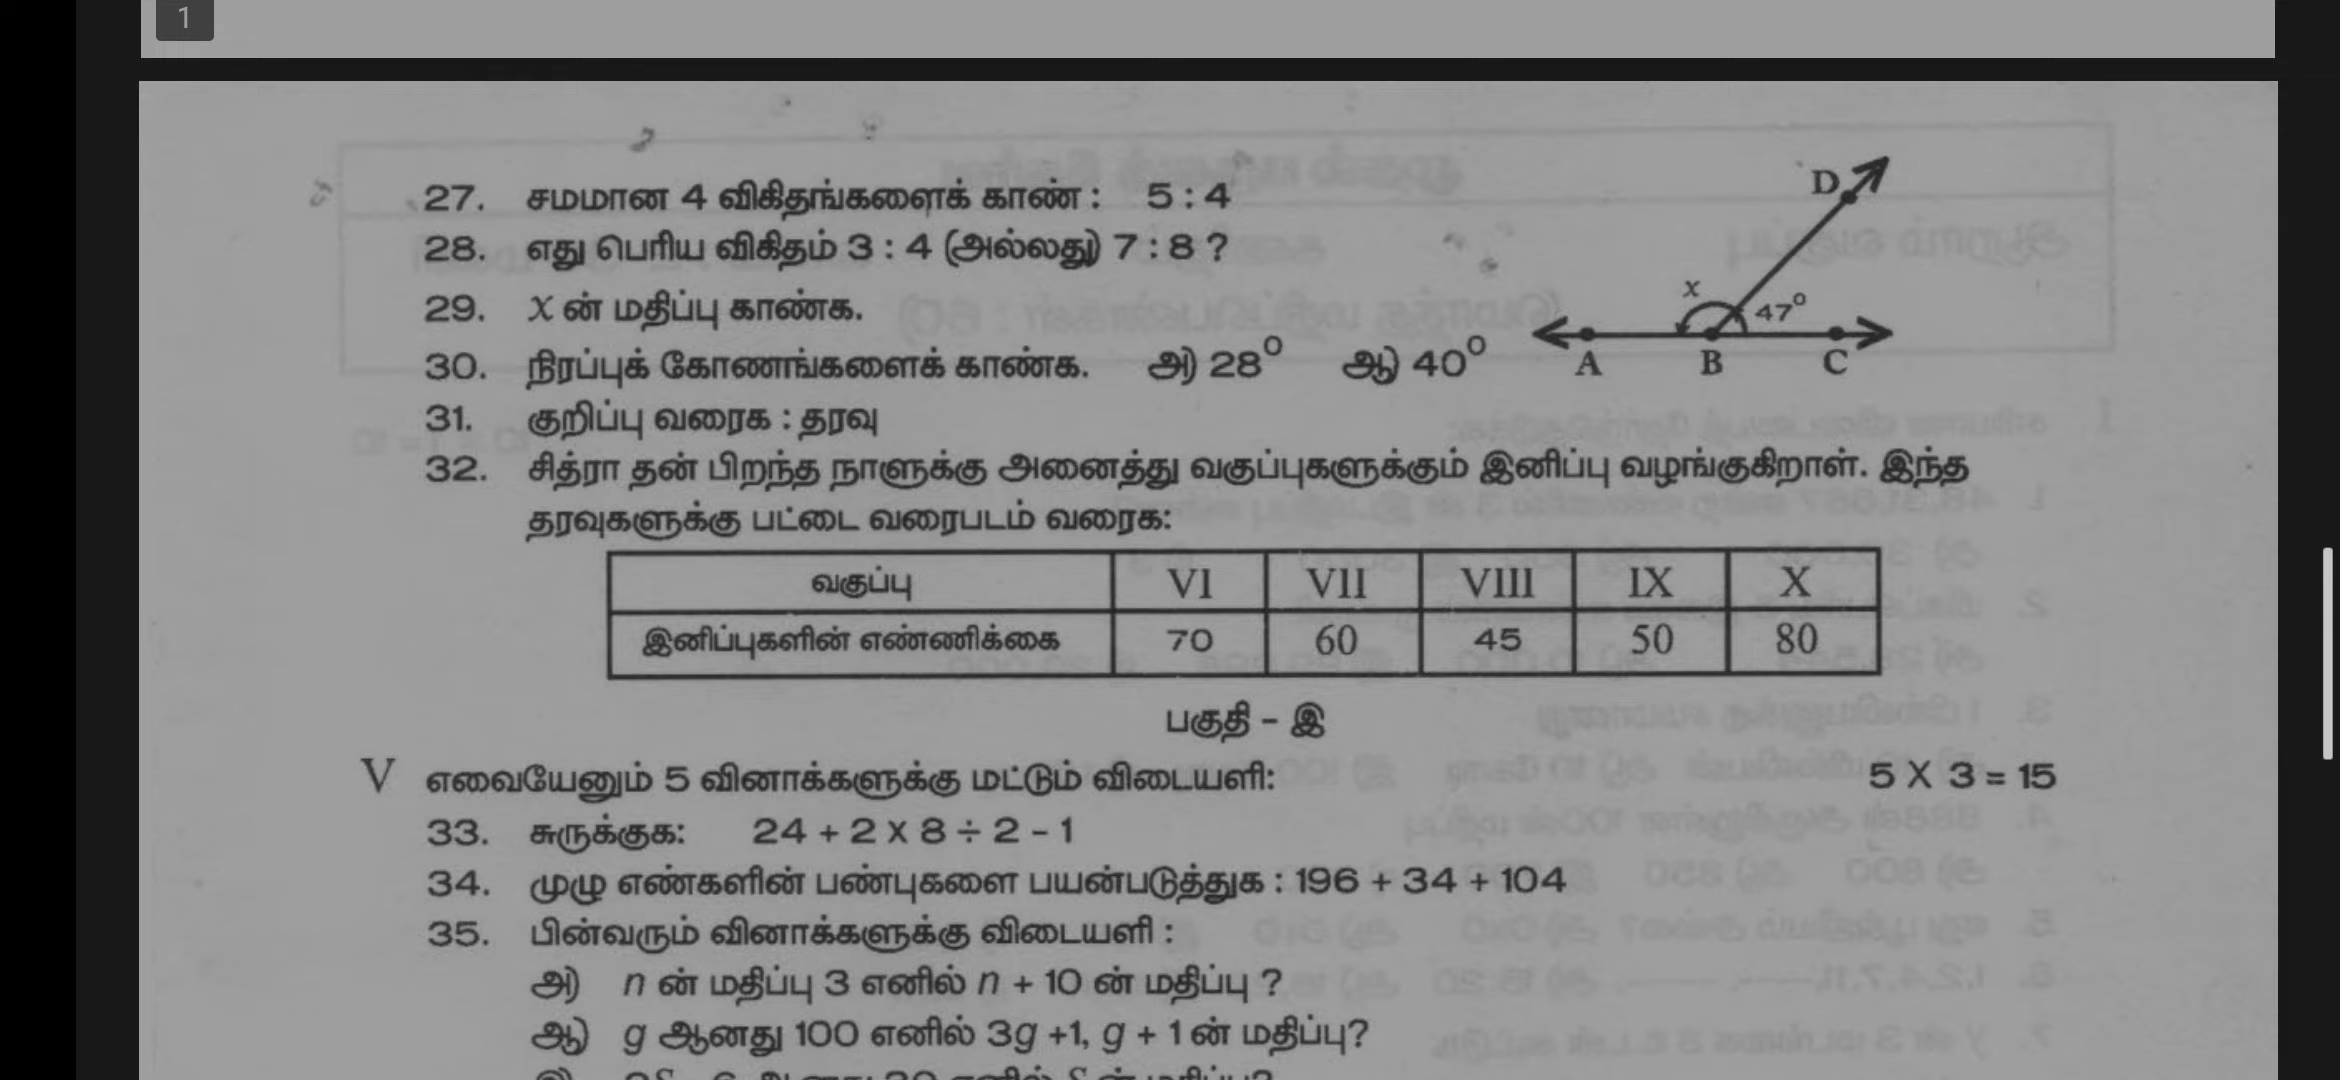 1
27. சமமான 4 விகிதங்களைக் காண் : 5 : 4
28. எது பெரிய விகிதம் 3 : 4 (அல்லது) 7 : 8 ?
29. x ன் மதிப்பு காண்க.
D
x 47°
A B C
30. நிரப்புக் கோணங்களைக் காண்க. அ) 28° ஆ) 40°
31. குறிப்பு வரைக : தரவு
32. சித்ரா தன் பிறந்த நாளுக்கு அனைத்து வகுப்புகளுக்கும் இனிப்பு வழங்குகிறாள். இந்த
தரவுகளுக்கு பட்டை வரைபடம் வரைக:
வகுப்பு VI VII VIII IX X
இனிப்புகளின் எண்ணிக்கை 70 60 45 50 80
பகுதி – இ
V எவையேனும் 5 வினாக்களுக்கு மட்டும் விடையளி: 5 X 3 = 15
33. சுருக்குக: 24 + 2 x 8 ÷ 2 – 1
34. முழு எண்களின் பண்புகளை பயன்படுத்துக : 196 + 34 + 104
35. பின்வரும் வினாக்களுக்கு விடையளி :
அ) n ன் மதிப்பு 3 எனில் n + 10 ன் மதிப்பு ?
ஆ) g ஆனது 100 எனில் 3g +1, g + 1 ன் மதிப்பு?